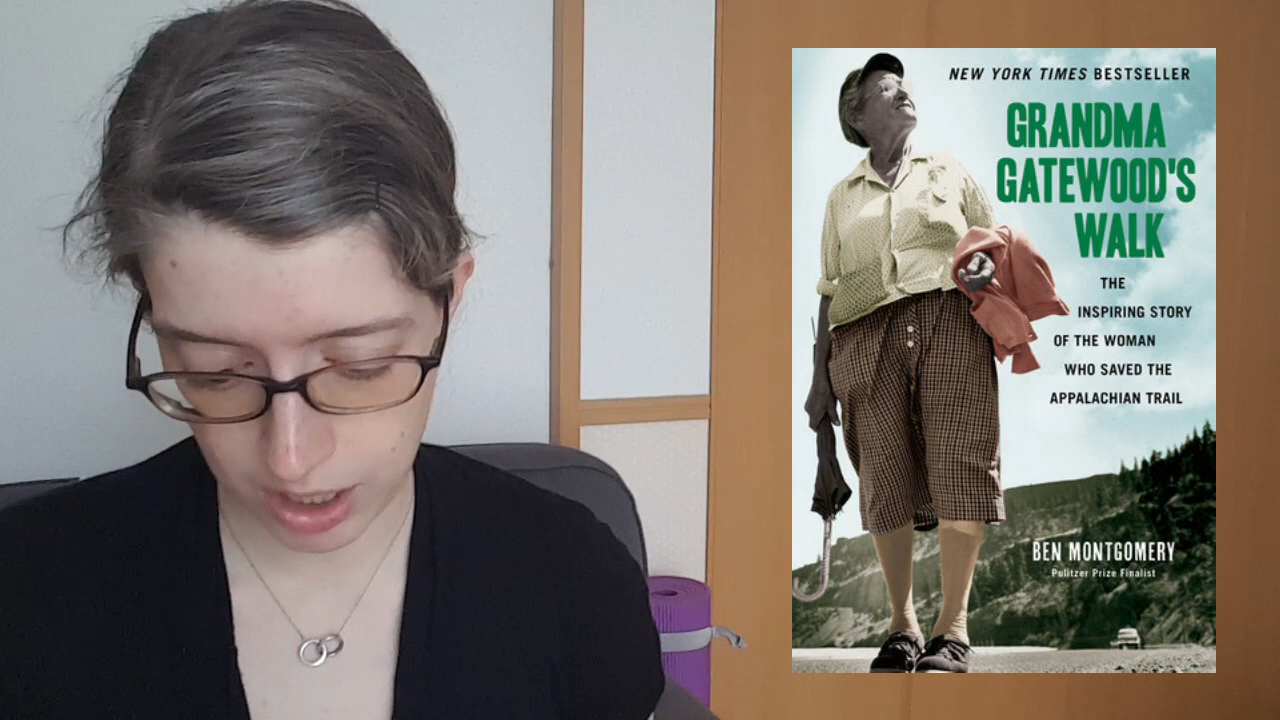 NEW YORK TIMES BESTSELLER
GRANDMA
GATEWOOD'S
WALK
THE
INSPIRING STORY
OF THE WOMAN
WHO SAVED THE
APPALACHIAN TRAIL
BEN MONTGOMERY
Pulitzer Prize Finalist